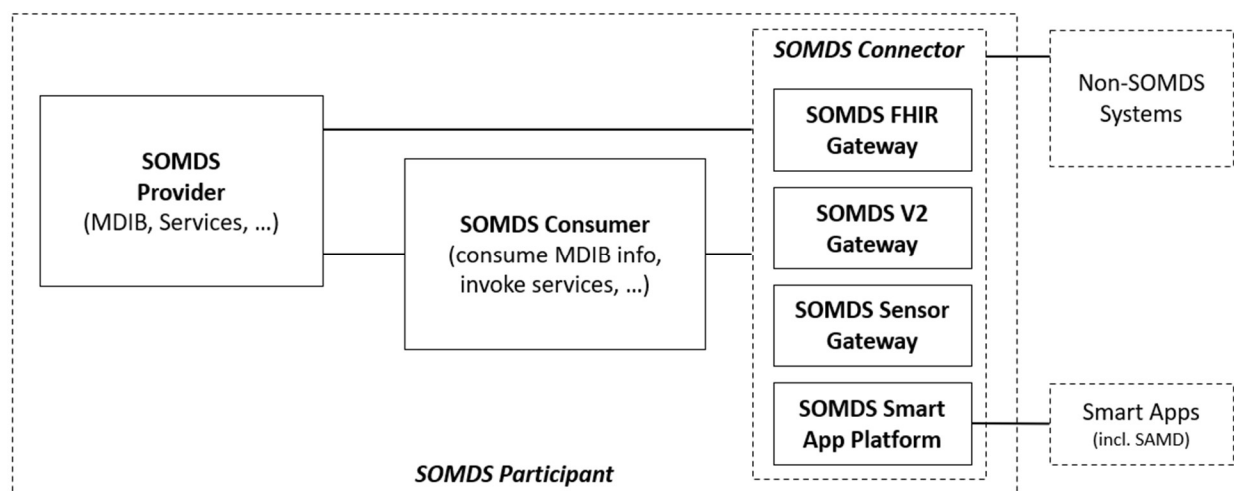 SOMDS
Provider
(MDIB, Services, ...)
SOMDS Consumer
(consume MDIB info,
invoke services, ...)
SOMDS Connector
SOMDS FHIR
Gateway
SOMDS V2
Gateway
SOMDS Sensor
Gateway
SOMDS Smart
App Platform
Non-SOMDS
Systems
Smart Apps
(incl. SAMD)
SOMDS Participant